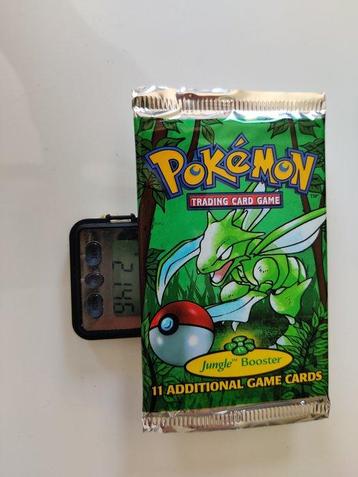 POKéMON
TRADING CARD GAME
Jungle™ Booster
11 ADDITIONAL GAME CARDS